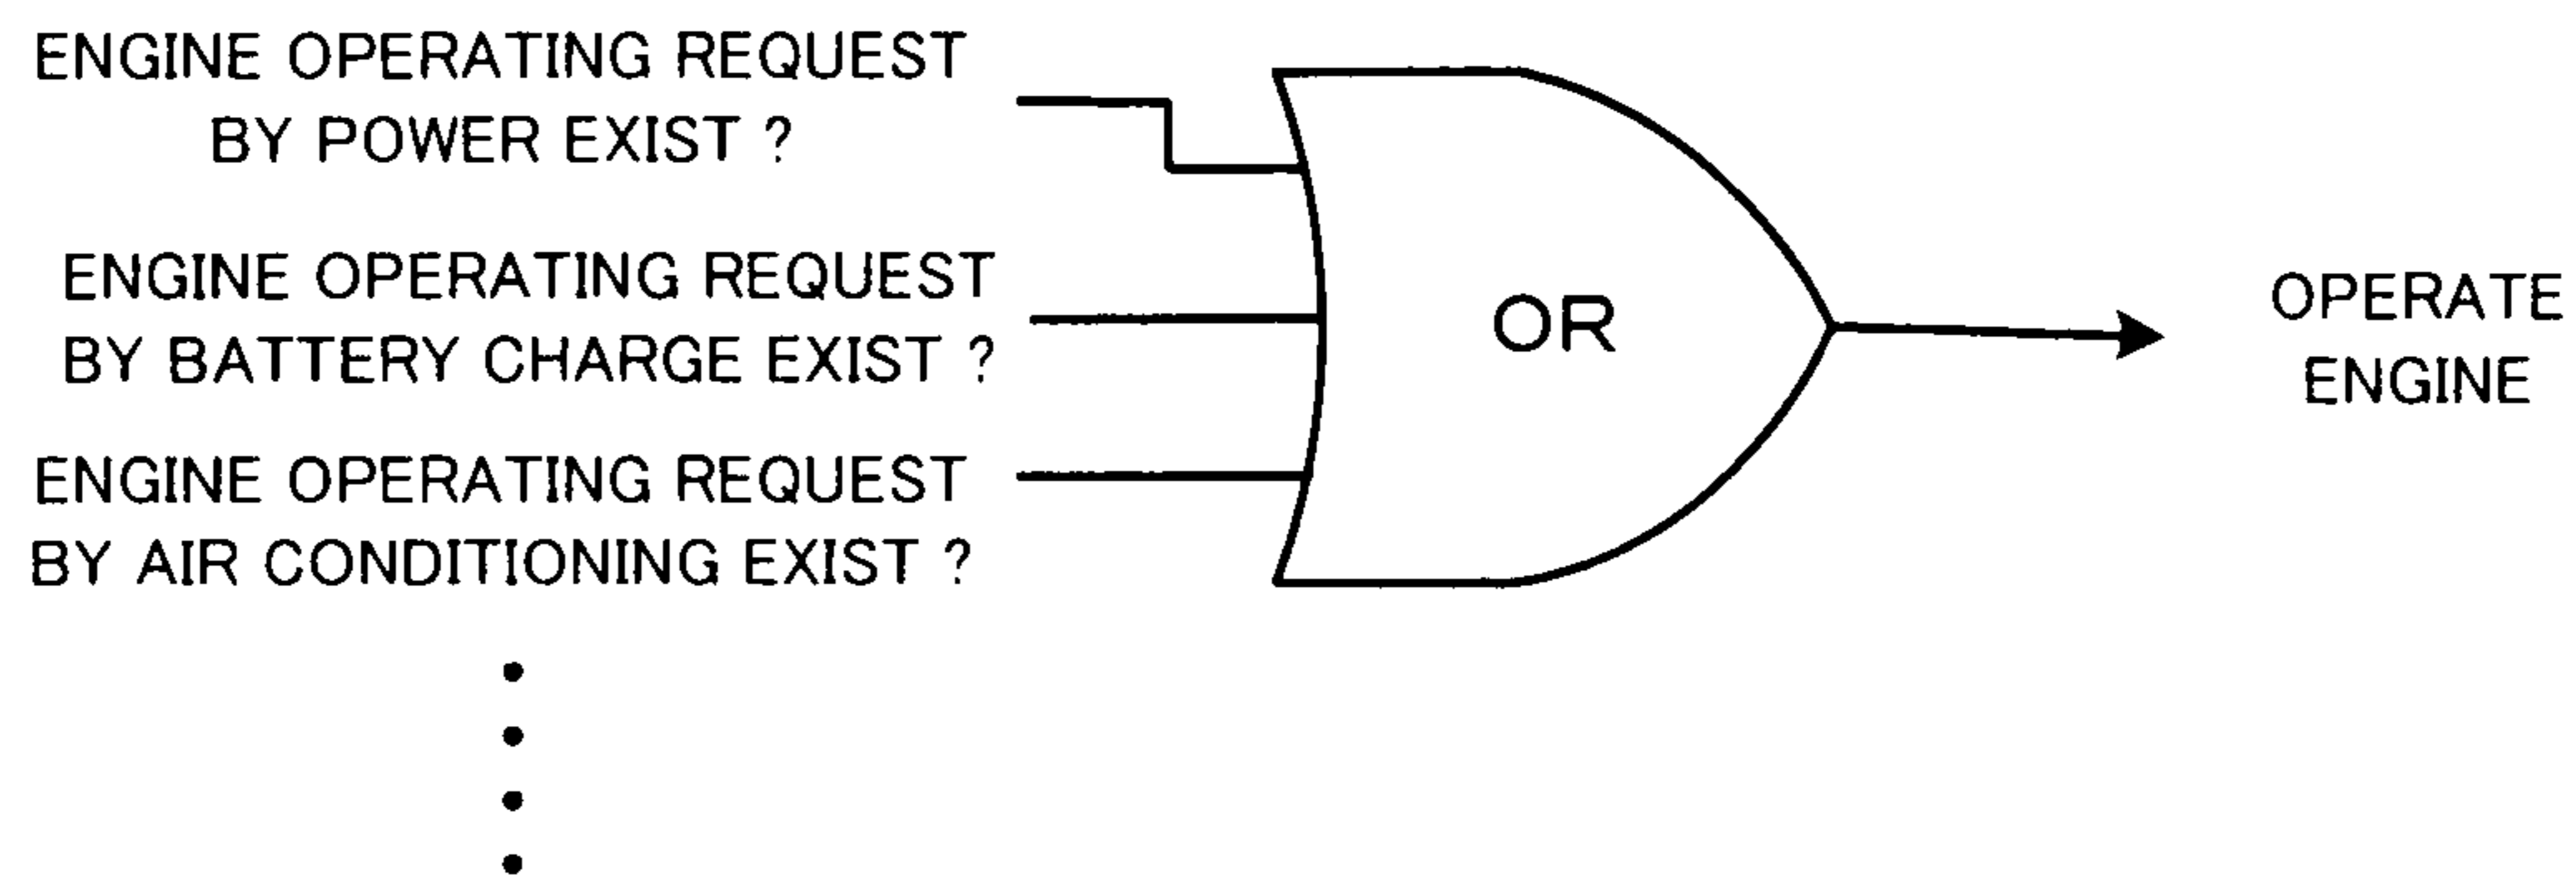 ENGINE OPERATING REQUEST
BY POWER EXIST ?
ENGINE OPERATING REQUEST
BY BATTERY CHARGE EXIST ?
ENGINE OPERATING REQUEST
BY AIR CONDITIONING EXIST ?
OR
OPERATE
ENGINE